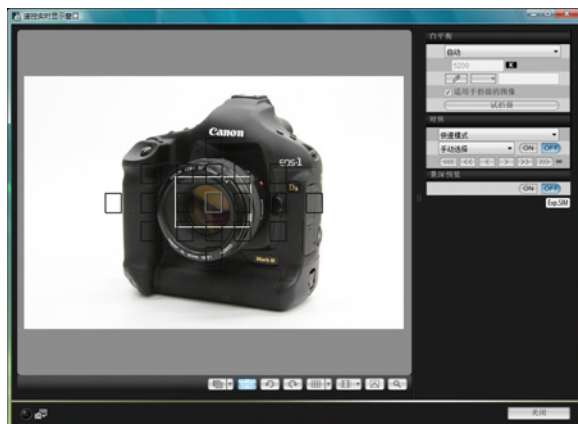 遥控实时显示窗口
Canon
EOS-1
Ds
Mark III
白平衡
自动
5200
K
适用于拍摄的图像
试拍摄
对焦
快速模式
手动选择
ON
OFF
景深预览
ON
OFF
Exp.SIM
关闭